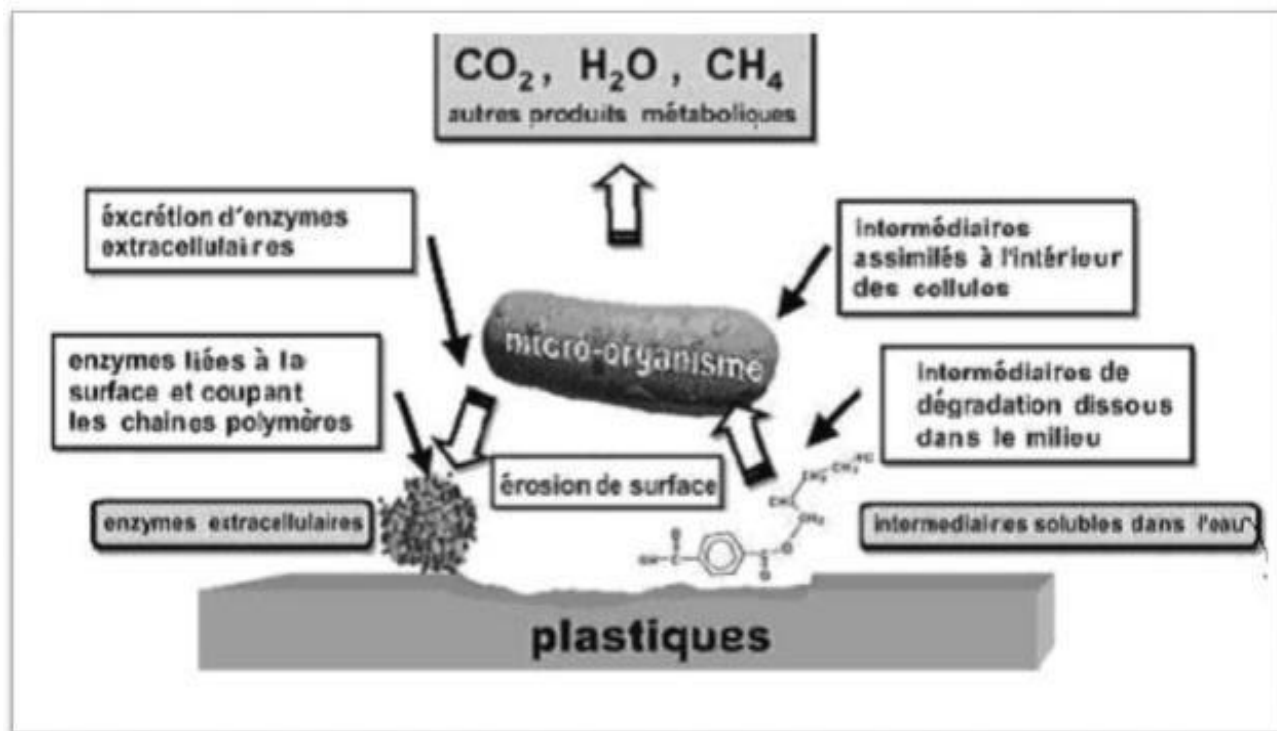 CO2, H2O, CH4
autres produits métaboliques
éxcrétion d'enzymes
extracellulaires
intermédiaires
assimilés à l'intérieur
des cellules
micro-organisme
enzymes liées à la
surface et coupant
les chaines polymères
intermédiaires de
dégradation dissous
dans le milieu
érosion de surface
enzymes extracellulaires
intermediaires solubles dans l'eau
plastiques